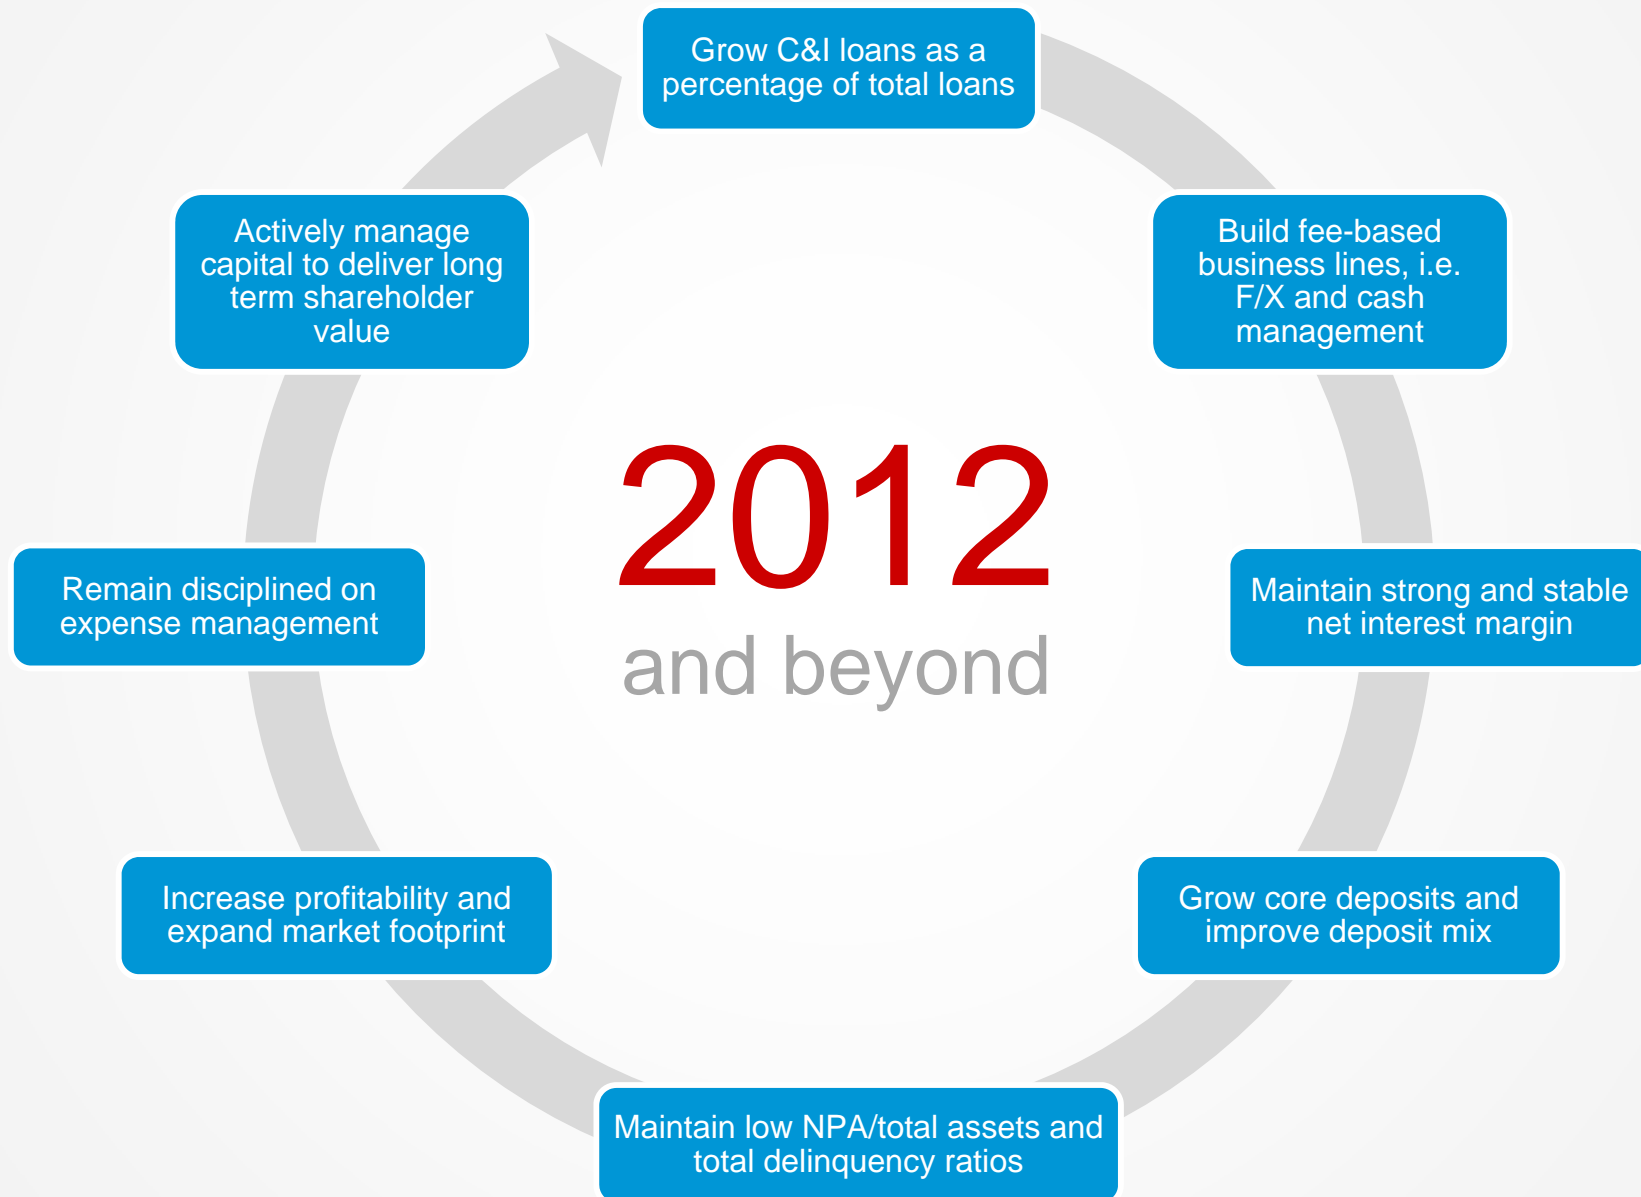 Grow C&I loans as a
percentage of total loans
Build fee-based
business lines, i.e.
F/X and cash
management
Maintain strong and stable
net interest margin
Grow core deposits and
improve deposit mix
Maintain low NPA/total assets and
total delinquency ratios
Increase profitability and
expand market footprint
Remain disciplined on
expense management
Actively manage
capital to deliver long
term shareholder
value
2012
and beyond